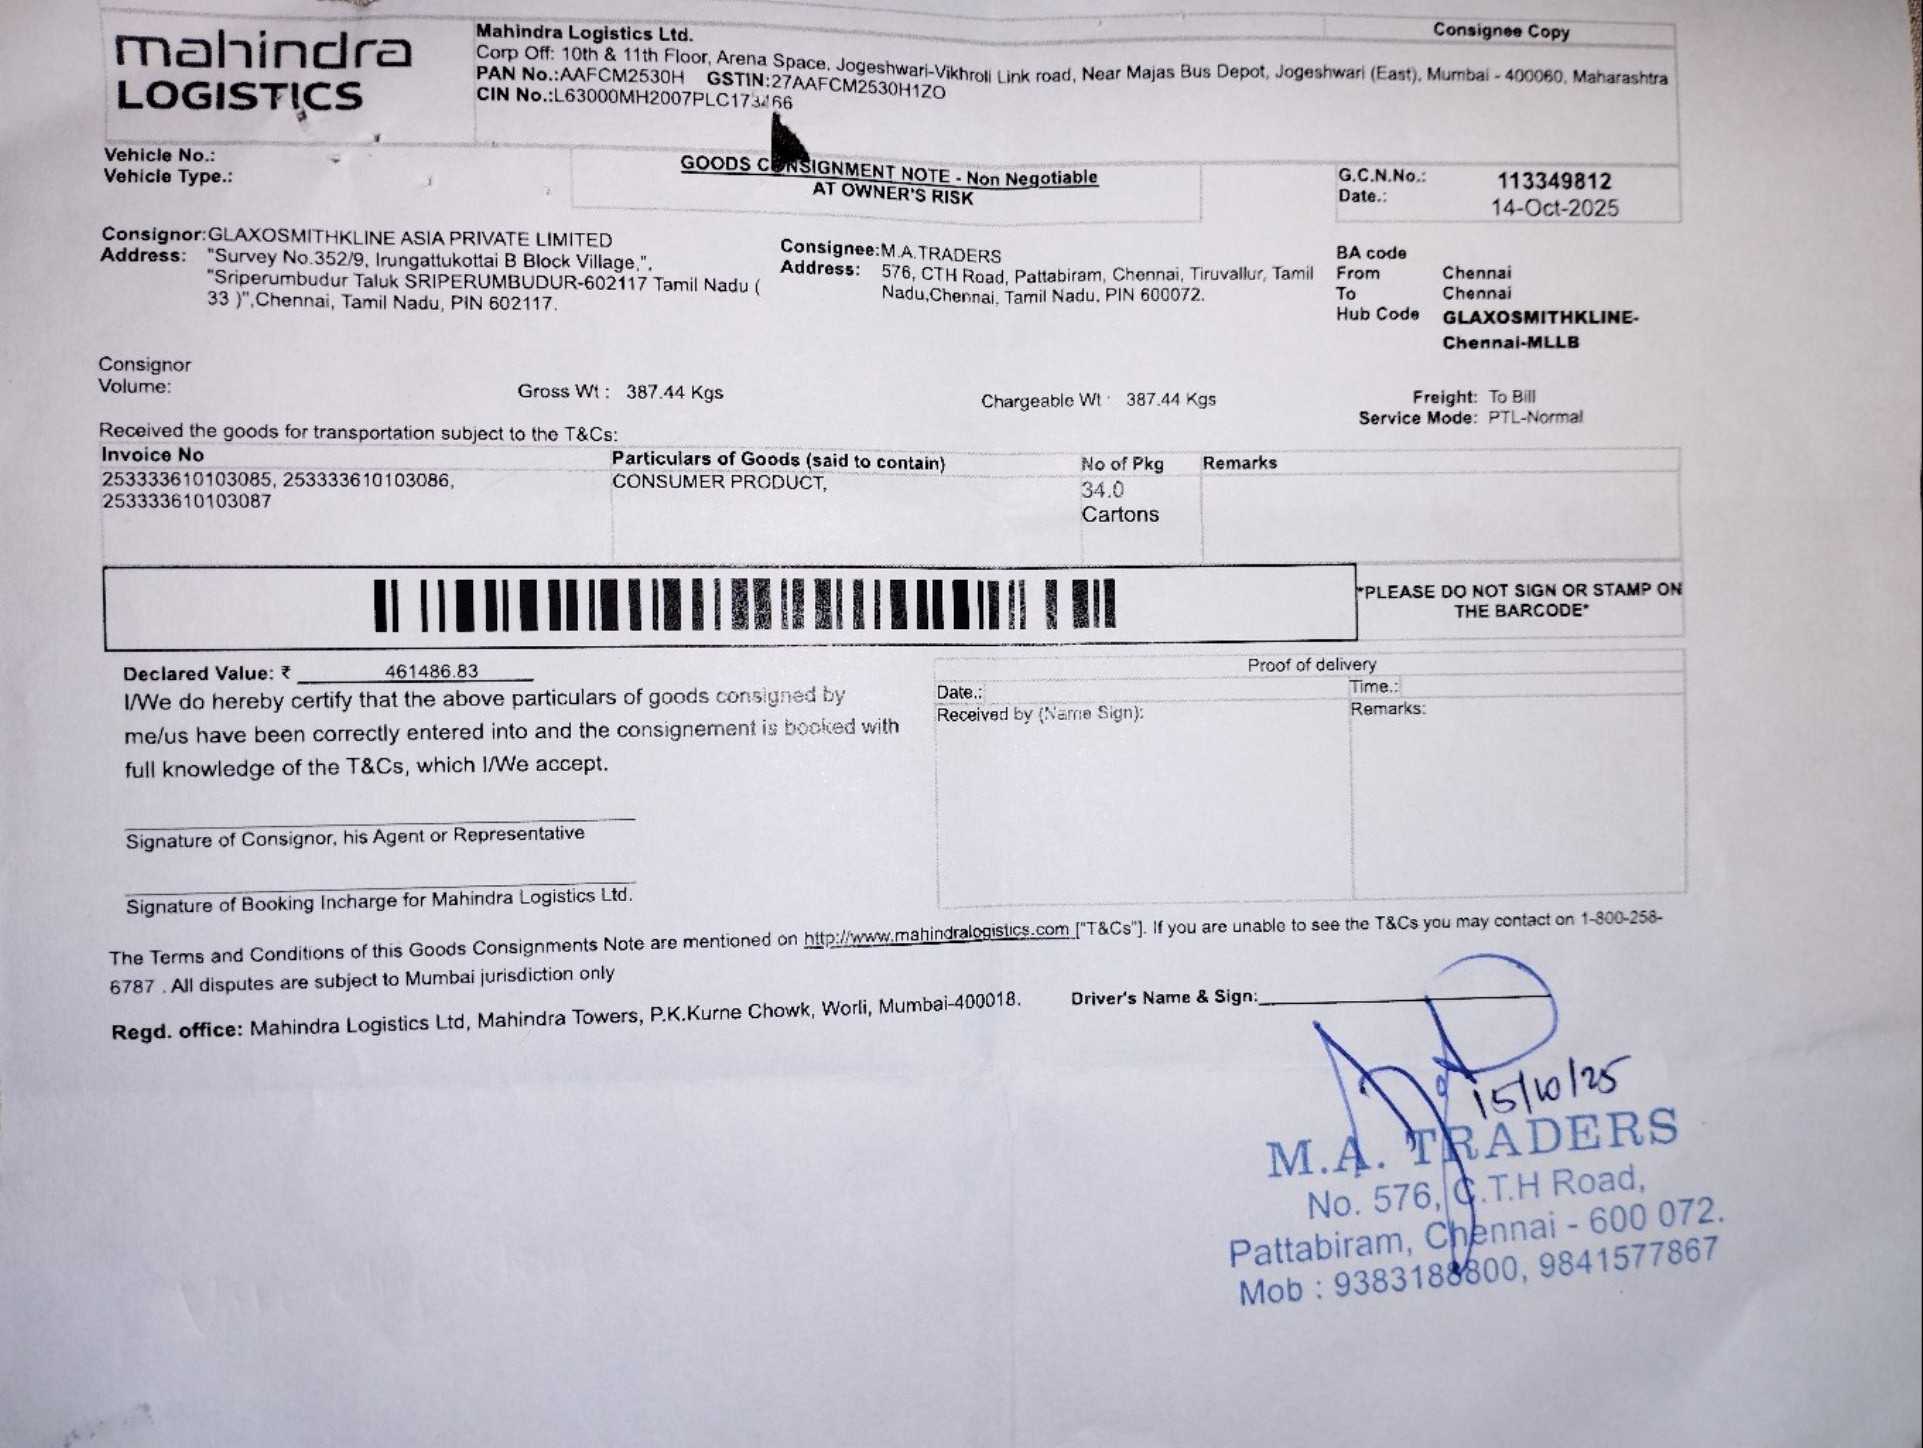 mahindra
LOGISTICS
Mahindra Logistics Ltd.
Consignee Copy
Corp Off: 10th & 11th Floor, Arena Space, Jogeshwari-Vikhroli Link road, Near Majas Bus Depot, Jogeshwari (East), Mumbai - 400060, Maharashtra
PAN No.:AAFCM2530H GSTIN:27AAFCM2530H1ZO
CIN No.:L63000MH2007PLC173466
Vehicle No.:
Vehicle Type.:
GOODS CONSIGNMENT NOTE - Non Negotiable
AT OWNER'S RISK
G.C.N.No.: 113349812
Date.: 14-Oct-2025
Consignor:GLAXOSMITHKLINE ASIA PRIVATE LIMITED
Address: "Survey No.352/9, Irungattukottai B Block Village,",
"Sriperumbudur Taluk SRIPERUMBUDUR-602117 Tamil Nadu (
33 )",Chennai, Tamil Nadu, PIN 602117.
Consignee:M.A.TRADERS
Address: 576, CTH Road, Pattabiram, Chennai, Tiruvallur, Tamil
Nadu,Chennai, Tamil Nadu, PIN 600072.
BA code
From Chennai
To Chennai
Hub Code GLAXOSMITHKLINE-
Chennai-MLLB
Consignor
Volume:
Gross Wt : 387.44 Kgs
Chargeable Wt : 387.44 Kgs
Freight: To Bill
Service Mode: PTL-Normal
Received the goods for transportation subject to the T&Cs:
Invoice No Particulars of Goods (said to contain) No of Pkg Remarks
253333610103085, 253333610103086, CONSUMER PRODUCT, 34.0
253333610103087 Cartons
*PLEASE DO NOT SIGN OR STAMP ON
THE BARCODE*
Declared Value: ₹ 461486.83
I/We do hereby certify that the above particulars of goods consigned by
me/us have been correctly entered into and the consignement is booked with
full knowledge of the T&Cs, which I/We accept.
Proof of delivery
Date.: Time.:
Received by (Name Sign): Remarks:
Signature of Consignor, his Agent or Representative
Signature of Booking Incharge for Mahindra Logistics Ltd.
The Terms and Conditions of this Goods Consignments Note are mentioned on http://www.mahindralogistics.com ["T&Cs"]. If you are unable to see the T&Cs you may contact on 1-800-258-
6787 . All disputes are subject to Mumbai jurisdiction only
Regd. office: Mahindra Logistics Ltd, Mahindra Towers, P.K.Kurne Chowk, Worli, Mumbai-400018.
Driver's Name & Sign:
15/10/25
M.A. TRADERS
No. 576, C.T.H Road,
Pattabiram, Chennai - 600 072.
Mob : 9383188800, 9841577867